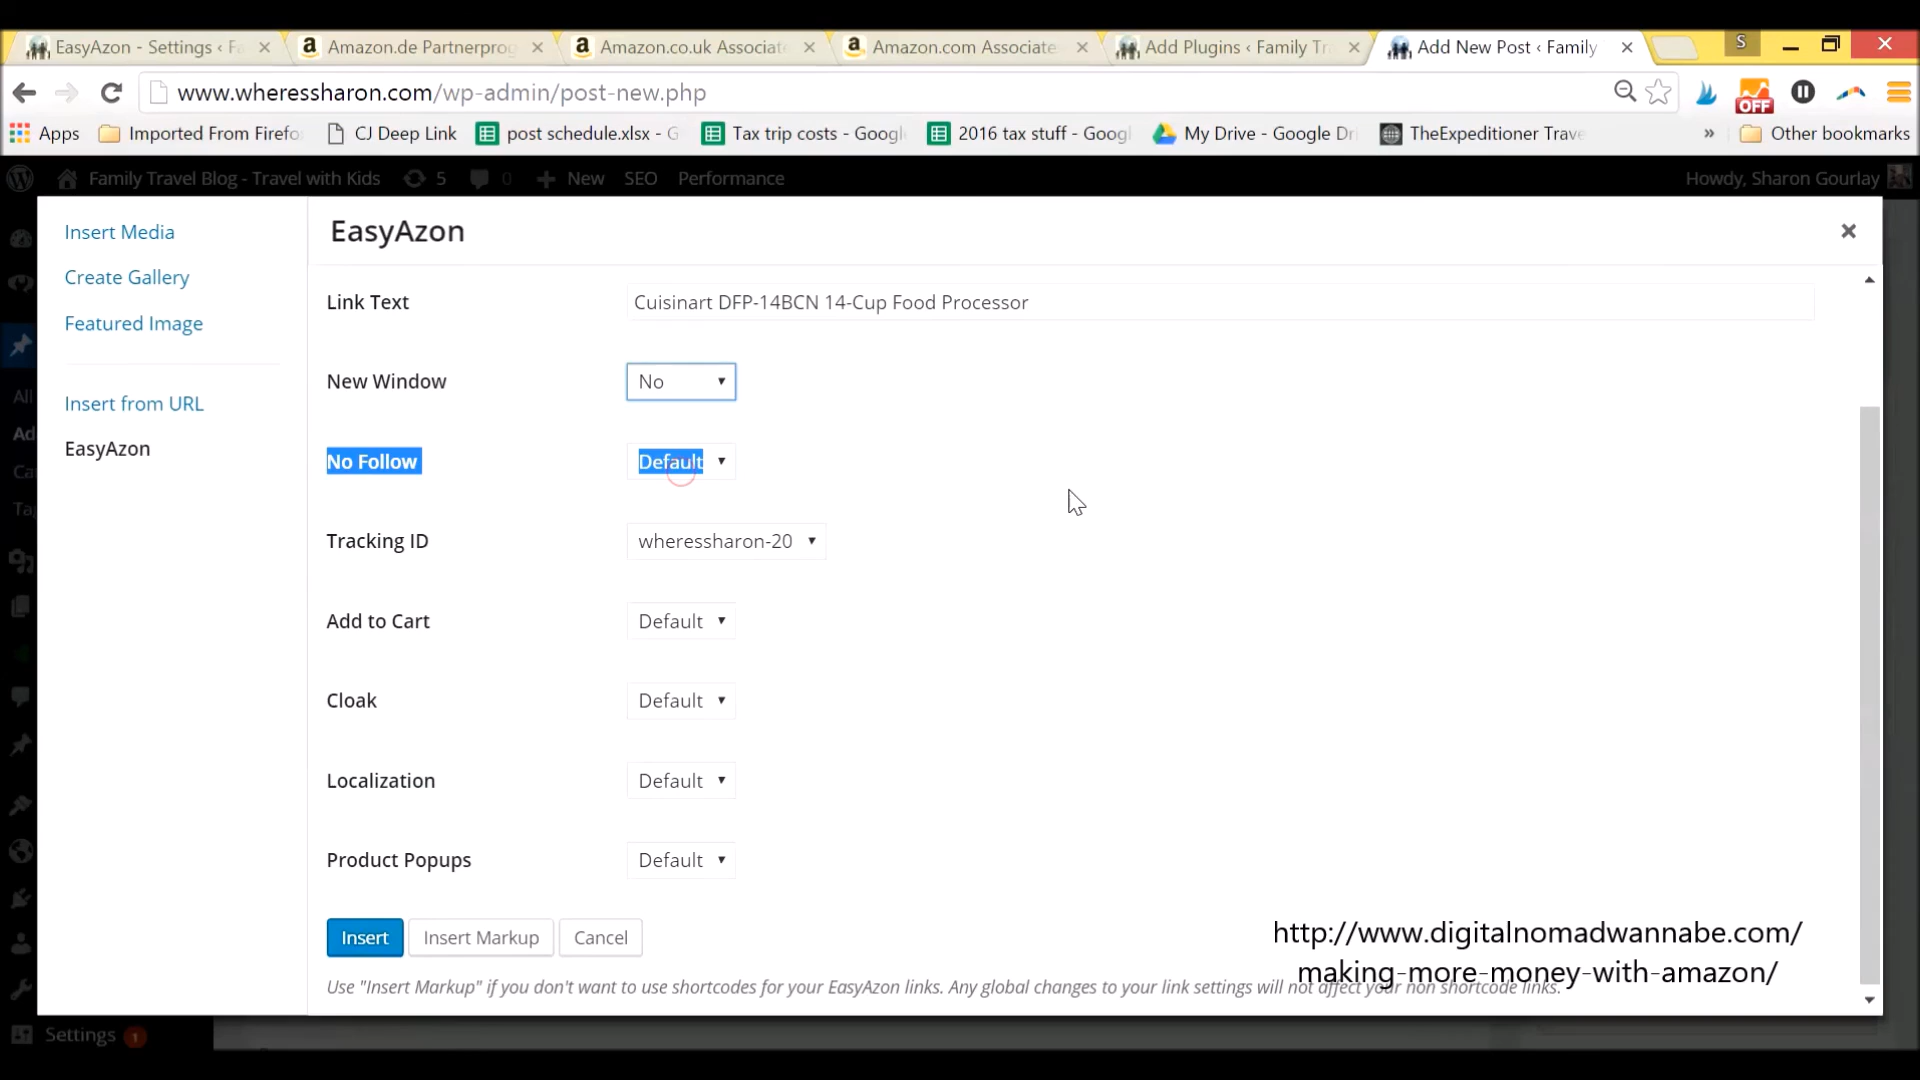 EasyAzon - Settings ‹ Fa
Amazon.de Partnerprog
Amazon.co.uk Associat
Amazon.com Associates
Add Plugins ‹ Family Tr
Add New Post ‹ Family
S
www.wheressharon.com/wp-admin/post-new.php
OFF
Apps
Imported From Firefo
CJ Deep Link
post schedule.xlsx - G
Tax trip costs - Google
2016 tax stuff - Googl
My Drive - Google Dri
TheExpeditioner Trave
»
Other bookmarks
Family Travel Blog - Travel with Kids
5
0
New
SEO
Performance
Howdy, Sharon Gourlay
Insert Media
Create Gallery
Featured Image
Insert from URL
EasyAzon
EasyAzon
Link Text
Cuisinart DFP-14BCN 14-Cup Food Processor
New Window
No
No Follow
Default
Tracking ID
wheressharon-20
Add to Cart
Default
Cloak
Default
Localization
Default
Product Popups
Default
Insert
Insert Markup
Cancel
Use "Insert Markup" if you don't want to use shortcodes for your EasyAzon links. Any global changes to your link settings will not affect your non shortcode links.
http://www.digitalnomadwannabe.com/
making-more-money-with-amazon/
All
Settings 1